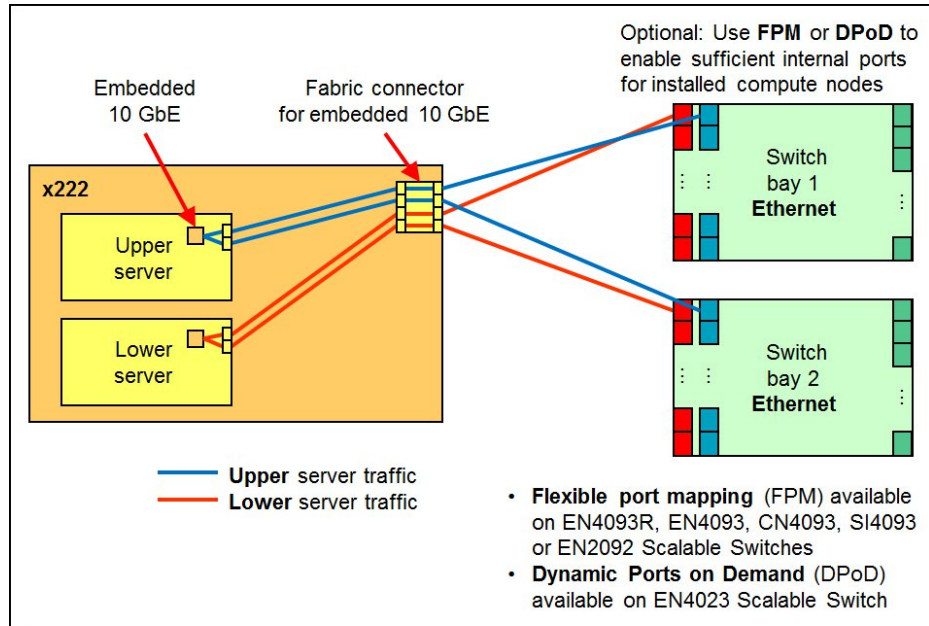 Optional: Use FPM or DPoD to
enable sufficient internal ports
for installed compute nodes
Embedded
10 GbE
Fabric connector
for embedded 10 GbE
x222
Upper
server
Lower
server
Switch
bay 1
Ethernet
Switch
bay 2
Ethernet
Upper server traffic
Lower server traffic
• Flexible port mapping (FPM) available
on EN4093R, EN4093, CN4093, SI4093
or EN2092 Scalable Switches
• Dynamic Ports on Demand (DPoD)
available on EN4023 Scalable Switch